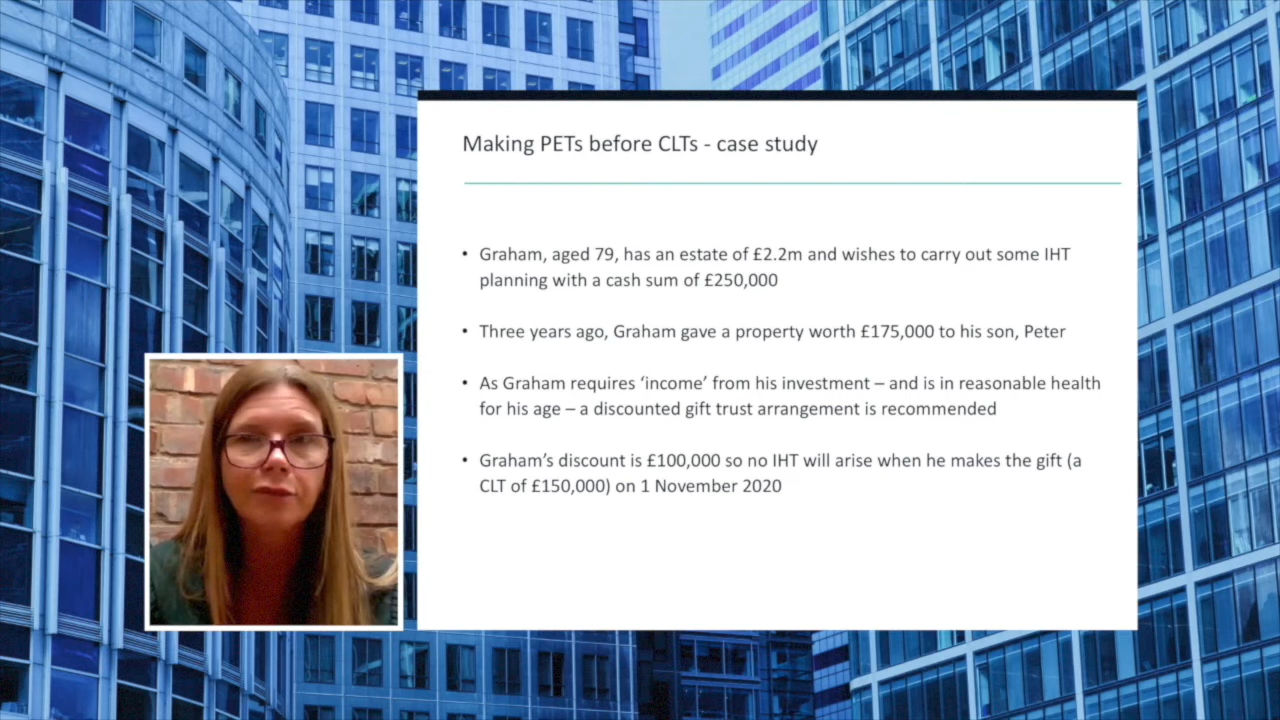 Making PETs before CLTs - case study
• Graham, aged 79, has an estate of £2.2m and wishes to carry out some IHT
planning with a cash sum of £250,000
• Three years ago, Graham gave a property worth £175,000 to his son, Peter
• As Graham requires ‘income’ from his investment – and is in reasonable health
for his age – a discounted gift trust arrangement is recommended
• Graham’s discount is £100,000 so no IHT will arise when he makes the gift (a
CLT of £150,000) on 1 November 2020